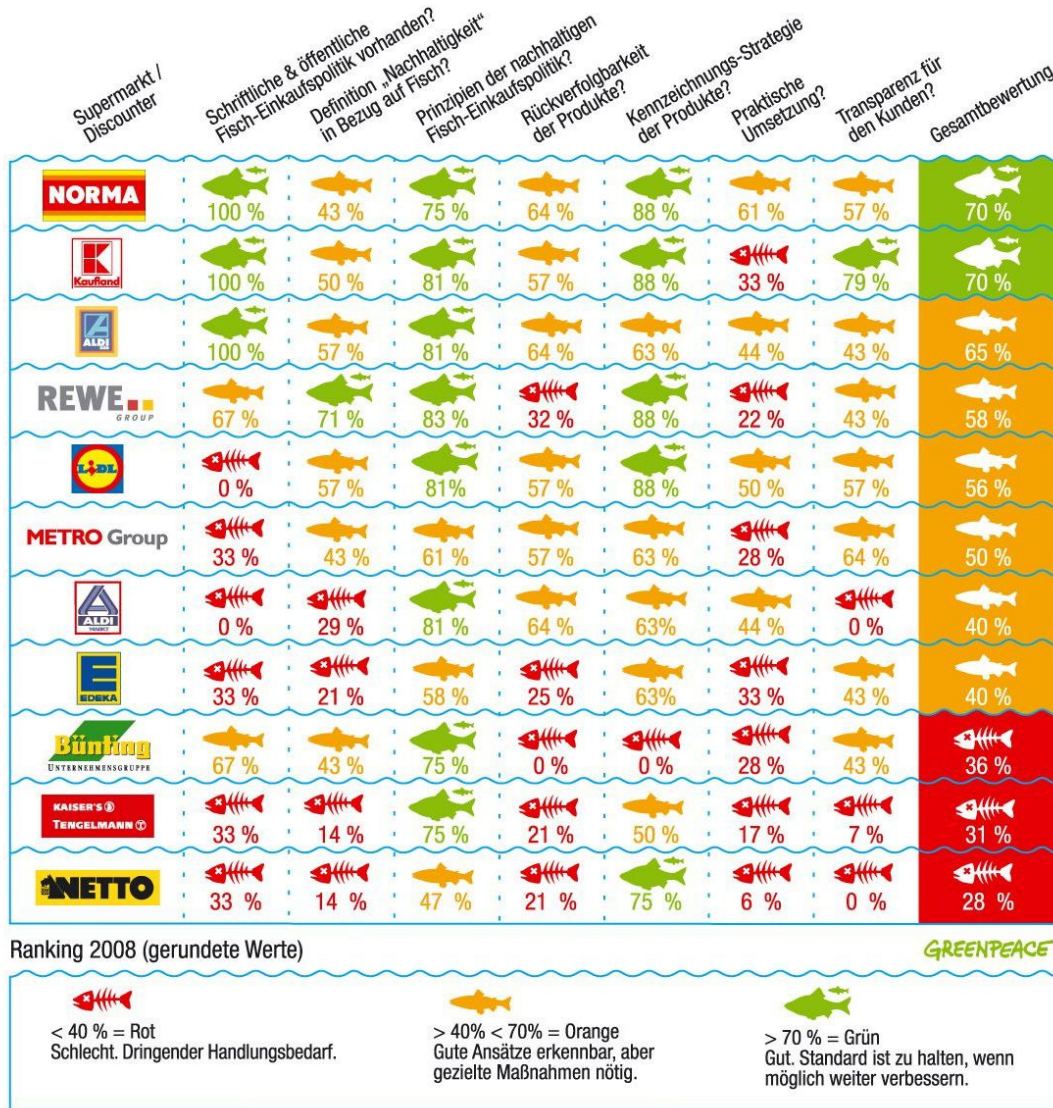 Supermarkt /
Discounter
Schriftliche & öffentliche
Fisch-Einkaufspolitik vorhanden?
Definition „Nachhaltigkeit“
in Bezug auf Fisch?
Prinzipien der nachhaltigen
Fisch-Einkaufspolitik?
Rückverfolgbarkeit
der Produkte?
Kennzeichnungs-Strategie
der Produkte?
Praktische
Umsetzung?
Transparenz für
den Kunden?
Gesamtbewertung
NORMA
100 % 43 % 75 % 64 % 88 % 61 % 57 % 70 %
K
Kaufland
100 % 50 % 81 % 57 % 88 % 33 % 79 % 70 %
ALDI
100 % 57 % 81 % 64 % 63 % 44 % 43 % 65 %
REWE
GROUP
67 % 71 % 83 % 32 % 88 % 22 % 43 % 58 %
LiDL
0 % 57 % 81% 57 % 88 % 50 % 57 % 56 %
METRO Group
33 % 43 % 61 % 57 % 63 % 28 % 64 % 50 %
ALDI
MARKT
0 % 29 % 81 % 64 % 63% 44 % 0 % 40 %
E
EDEKA
33 % 21 % 58 % 25 % 63% 33 % 43 % 40 %
Bünting
UNTERNEHMENSGRUPPE
67 % 43 % 75 % 0 % 0 % 28 % 43 % 36 %
KAISER'S
TENGELMANN
33 % 14 % 75 % 21 % 50 % 17 % 7 % 31 %
NETTO
33 % 14 % 47 % 21 % 75 % 6 % 0 % 28 %
Ranking 2008 (gerundete Werte)
GREENPEACE
< 40 % = Rot
Schlecht. Dringender Handlungsbedarf.
> 40% < 70% = Orange
Gute Ansätze erkennbar, aber
gezielte Maßnahmen nötig.
> 70 % = Grün
Gut. Standard ist zu halten, wenn
möglich weiter verbessern.